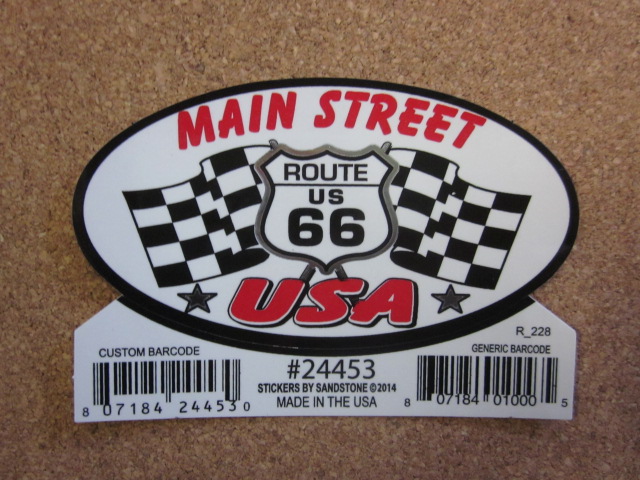 MAIN STREET
ROUTE
US
66
USA
R_228
CUSTOM BARCODE
#24453
GENERIC BARCODE
STICKERS BY SANDSTONE ©2014
MADE IN THE USA
8 07184 24453 0
8 07184 01000 5